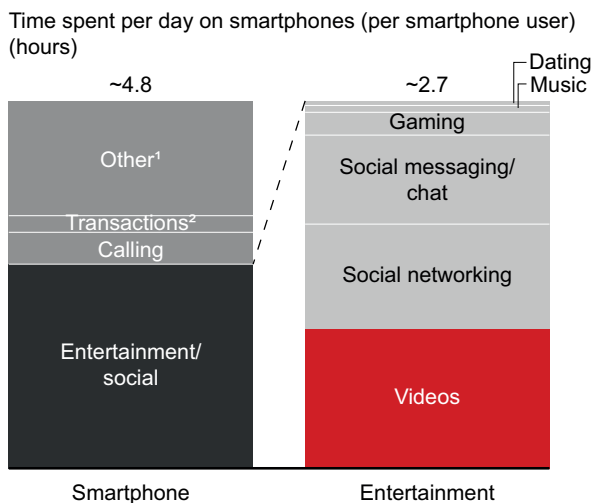 Time spent per day on smartphones (per smartphone user)
(hours)
~4.8
~2.7
Dating
Music
Other¹
Transactions²
Calling
Entertainment/
social
Gaming
Social messaging/
chat
Social networking
Videos
Smartphone
Entertainment